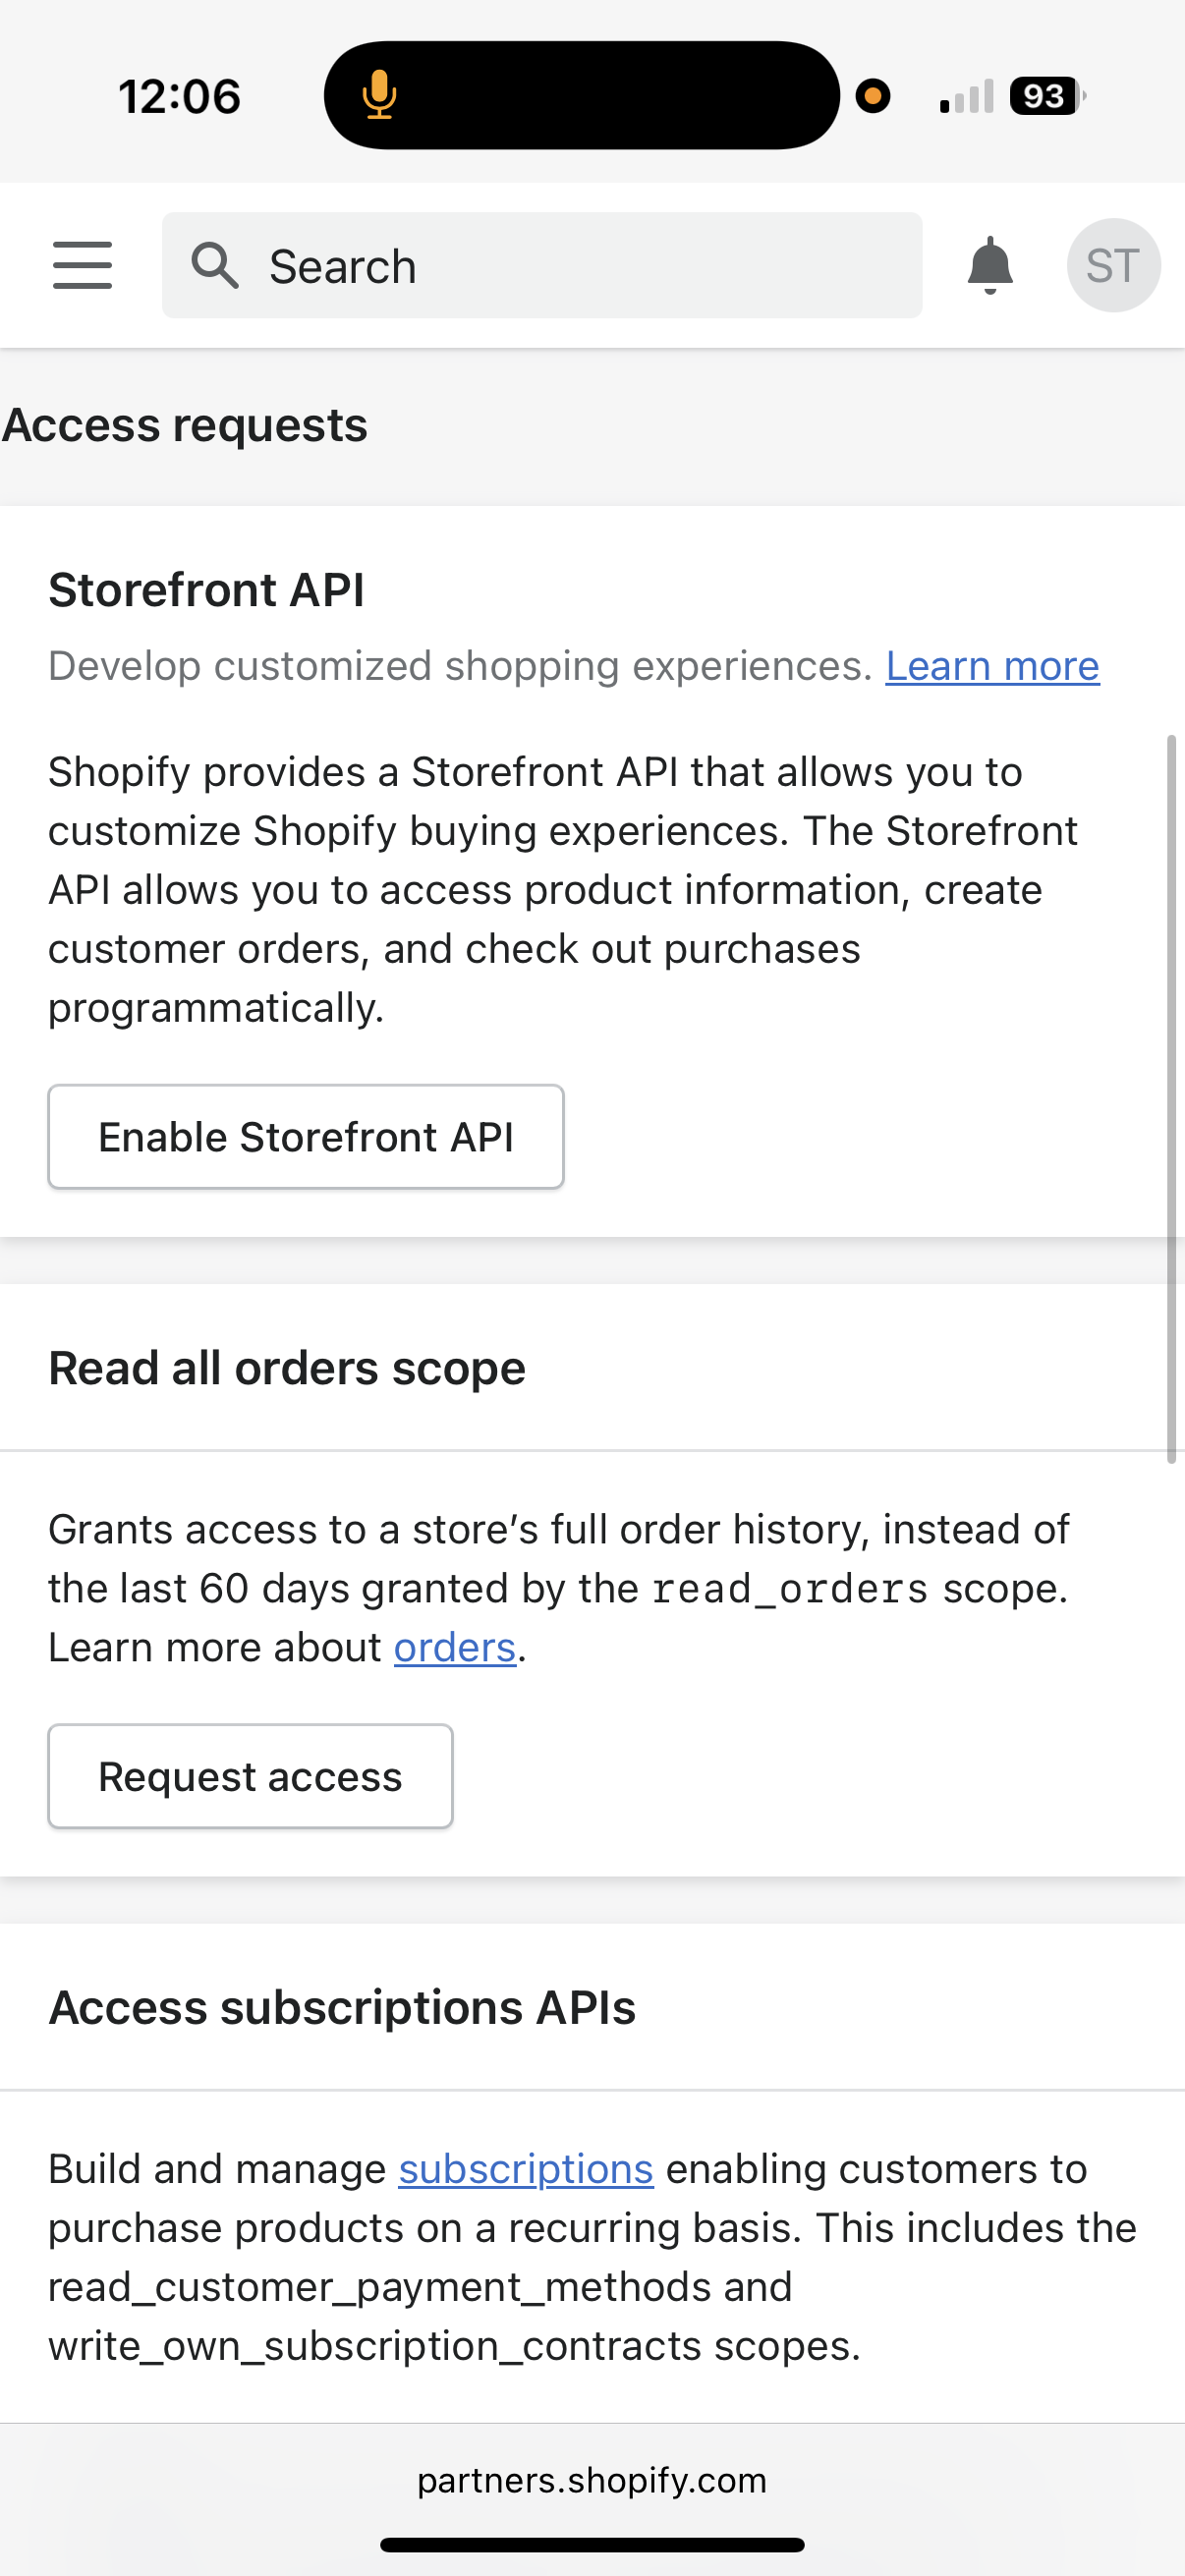 12:06
93
Search
ST
Access requests
Storefront API
Develop customized shopping experiences. Learn more
Shopify provides a Storefront API that allows you to
customize Shopify buying experiences. The Storefront
API allows you to access product information, create
customer orders, and check out purchases
programmatically.
Enable Storefront API
Read all orders scope
Grants access to a store’s full order history, instead of
the last 60 days granted by the read_orders scope.
Learn more about orders.
Request access
Access subscriptions APIs
Build and manage subscriptions enabling customers to
purchase products on a recurring basis. This includes the
read_customer_payment_methods and
write_own_subscription_contracts scopes.
partners.shopify.com